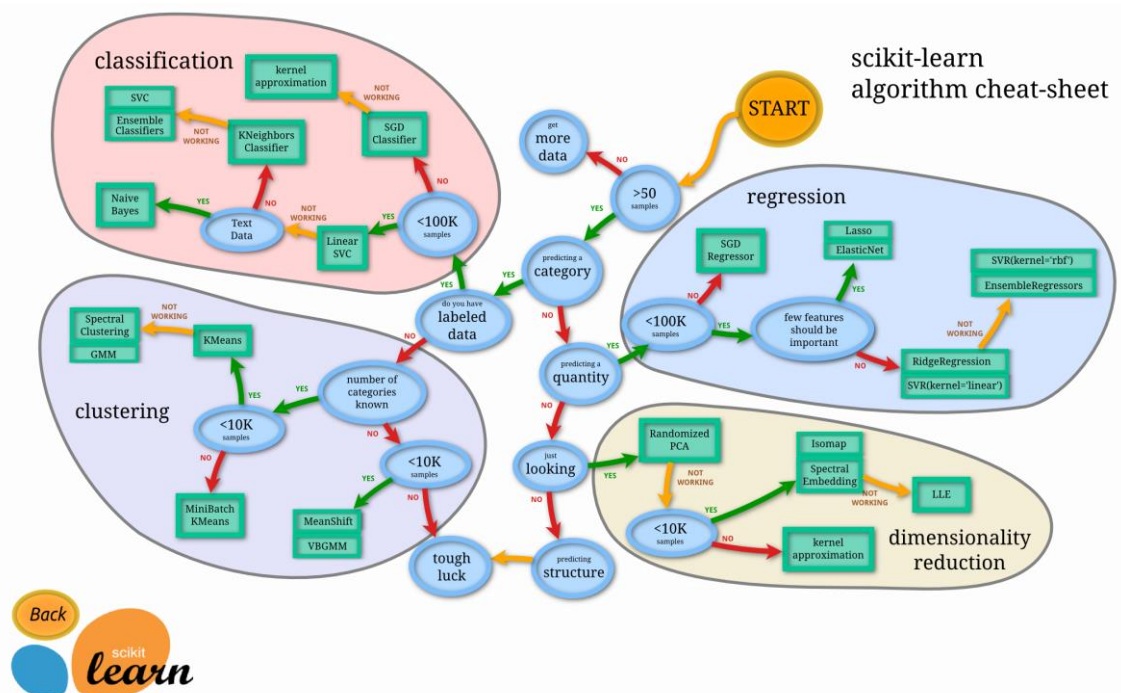 scikit-learn
algorithm cheat-sheet
START
classification
kernel
approximation
NOT
WORKING
SVC
Ensemble
Classifiers
NOT
WORKING
KNeighbors
Classifier
SGD
Classifier
NO
Naive
Bayes
YES
NO
Text
Data
NOT
WORKING
Linear
SVC
YES
<100K
samples
get
more
data
NO
>50
samples
YES
predicting a
category
YES
NO
do you have
labeled
data
YES
NO
predicting a
quantity
YES
NO
regression
SGD
Regressor
NO
Lasso
ElasticNet
YES
SVR(kernel='rbf')
EnsembleRegressors
NOT
WORKING
<100K
samples
YES
few features
should be
important
NO
RidgeRegression
SVR(kernel='linear')
clustering
Spectral
Clustering
GMM
NOT
WORKING
KMeans
YES
number of
categories
known
YES
NO
<10K
samples
NO
MiniBatch
KMeans
<10K
samples
YES
NO
MeanShift
VBGMM
just
looking
YES
NO
tough
luck
predicting
structure
Randomized
PCA
NOT
WORKING
Isomap
Spectral
Embedding
NOT
WORKING
LLE
YES
<10K
samples
NO
kernel
approximation
dimensionality
reduction
Back
scikit
learn